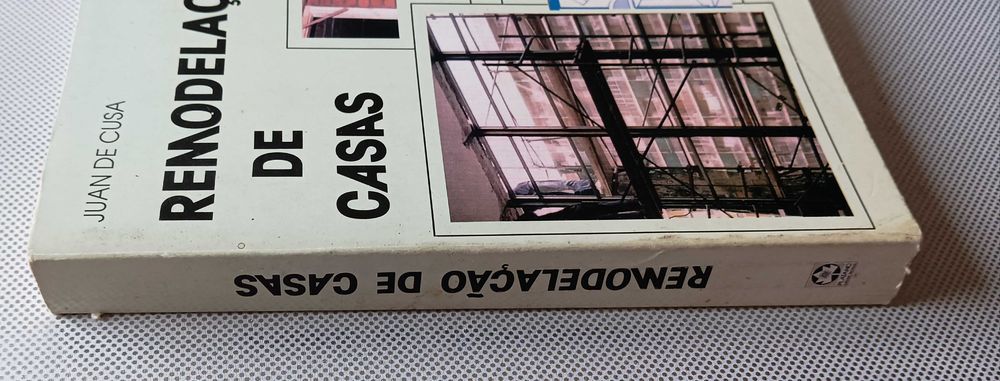 JUAN DE CUSA
REMODELAÇ
DE
CASAS
REMODELAÇÃO DE CASAS